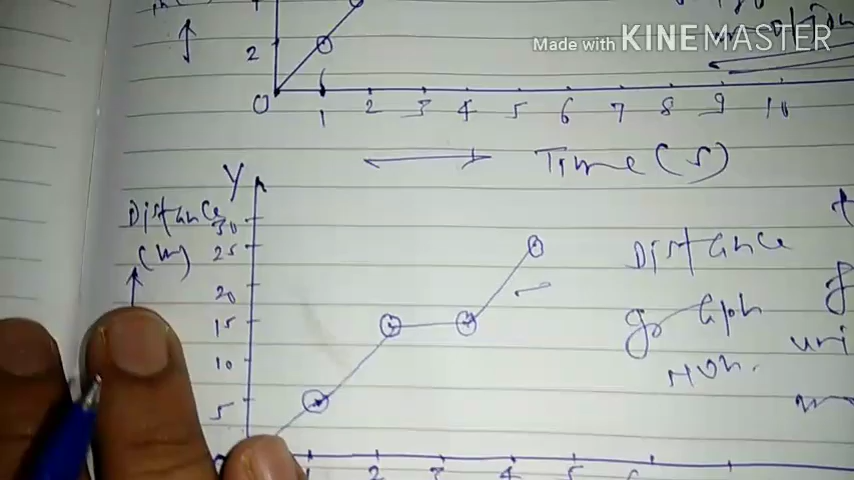 Made with KINEMASTER
2
0
1 2 3 4 5 6 7 8 9 10
Time (s)
Y
Distance
(m)
30
25
20
15
10
5
Distance
graph
non.
1 2 3 4 5 6